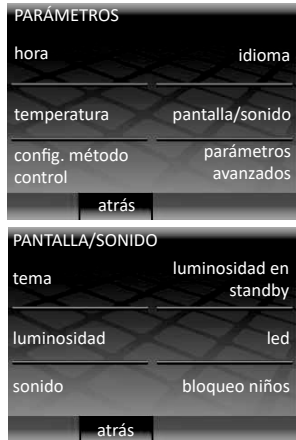 PARÁMETROS
hora
idioma
temperatura
pantalla/sonido
config. método
control
parámetros
avanzados
atrás
PANTALLA/SONIDO
tema
luminosidad en
standby
luminosidad
led
sonido
bloqueo niños
atrás